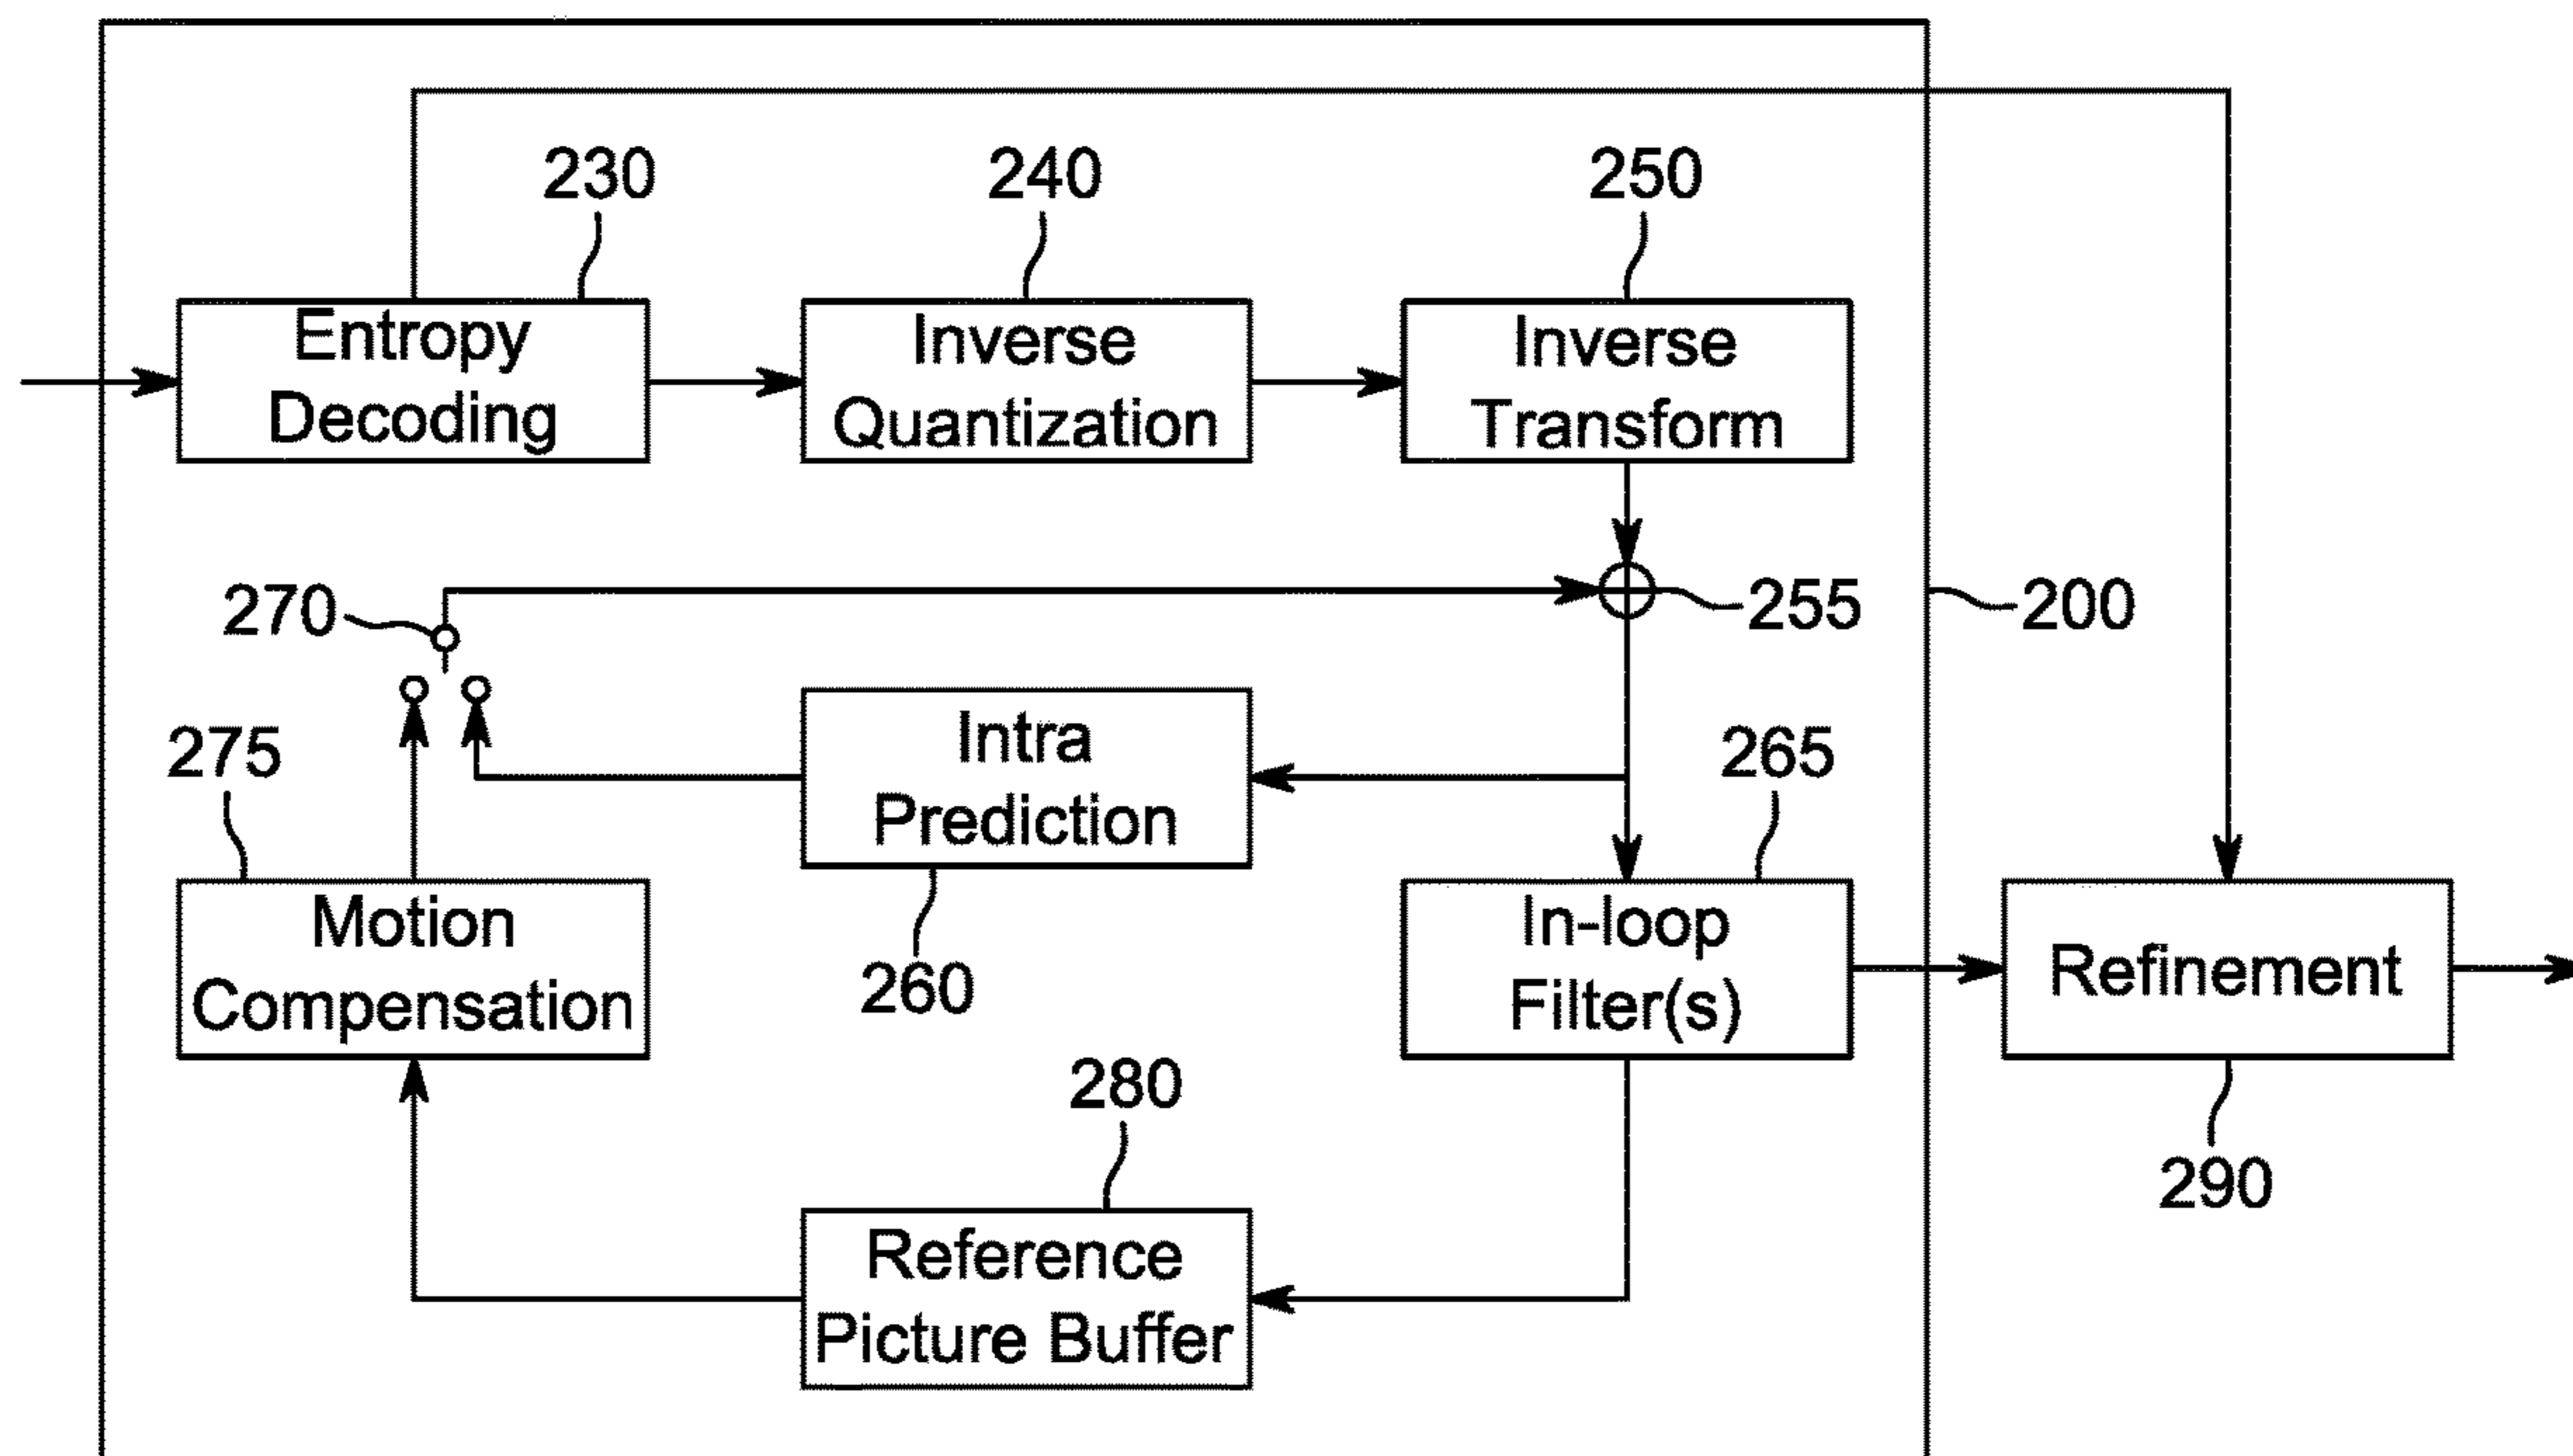 230
240
250
Entropy
Decoding
Inverse
Quantization
Inverse
Transform
270
255
200
275
Intra
Prediction
265
Motion
Compensation
260
In-loop
Filter(s)
Refinement
280
290
Reference
Picture Buffer